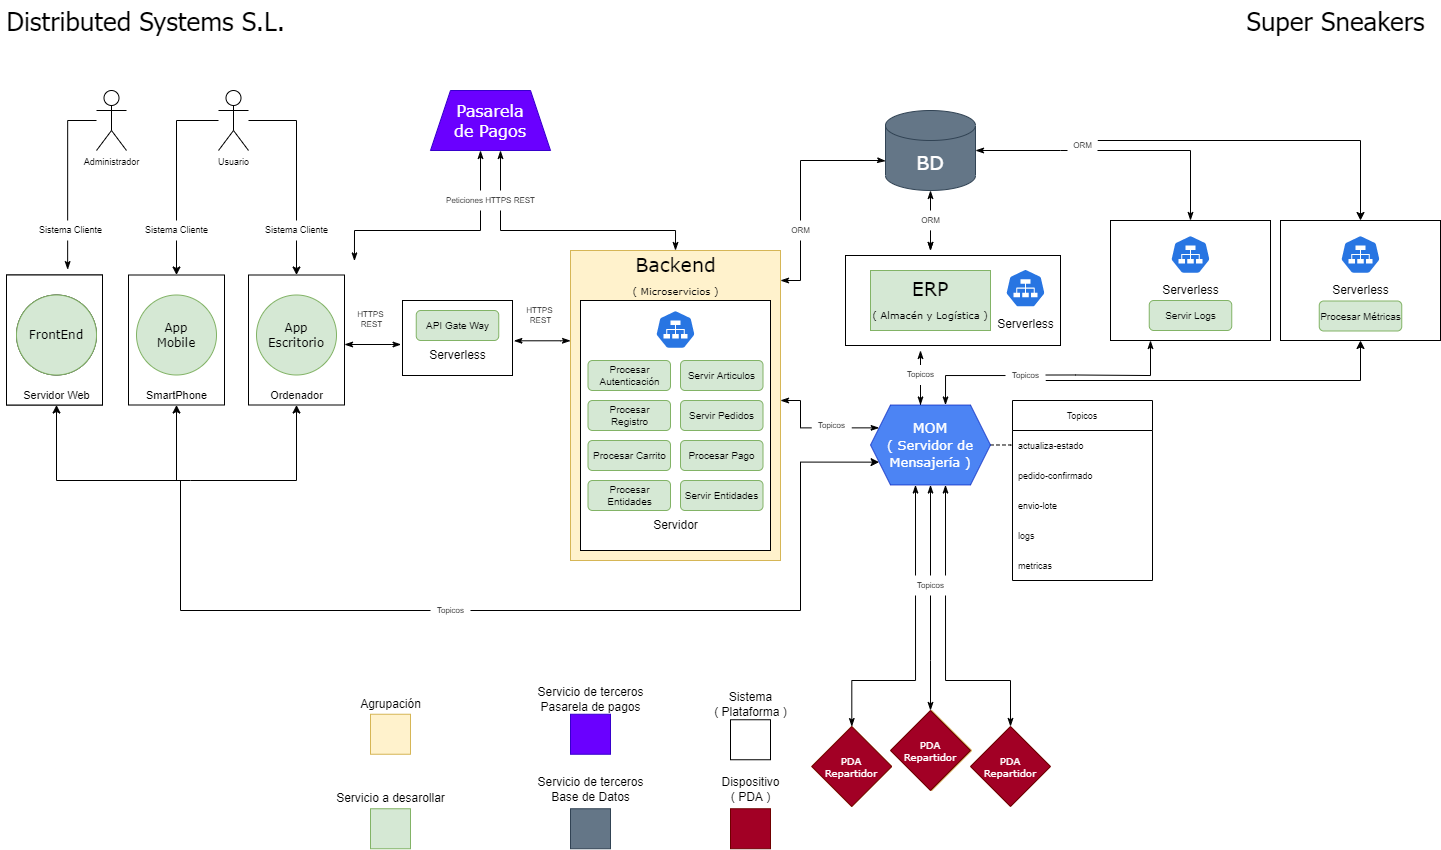 Distributed Systems S.L.
Super Sneakers
Administrador
Usuario
Pasarela
de Pagos
Peticiones HTTPS REST
Sistema Cliente
Sistema Cliente
Sistema Cliente
FrontEnd
Servidor Web
App
Mobile
SmartPhone
App
Escritorio
Ordenador
HTTPS
REST
API Gate Way
Serverless
HTTPS
REST
Backend
( Microservicios )
Procesar
Autenticación
Servir Articulos
Procesar
Registro
Servir Pedidos
Procesar Carrito
Procesar Pago
Procesar
Entidades
Servir Entidades
Servidor
ORM
BD
ORM
ORM
ERP
( Almacén y Logística )
Serverless
Serverless
Servir Logs
Serverless
Procesar Métricas
Topicos
Topicos
Topicos
Topicos
MOM
( Servidor de
Mensajería )
Topicos
actualiza-estado
pedido-confirmado
envio-lote
logs
metricas
Topicos
PDA
Repartidor
PDA
Repartidor
PDA
Repartidor
Agrupación
Servicio de terceros
Pasarela de pagos
Sistema
( Plataforma )
Servicio a desarollar
Servicio de terceros
Base de Datos
Dispositivo
( PDA )